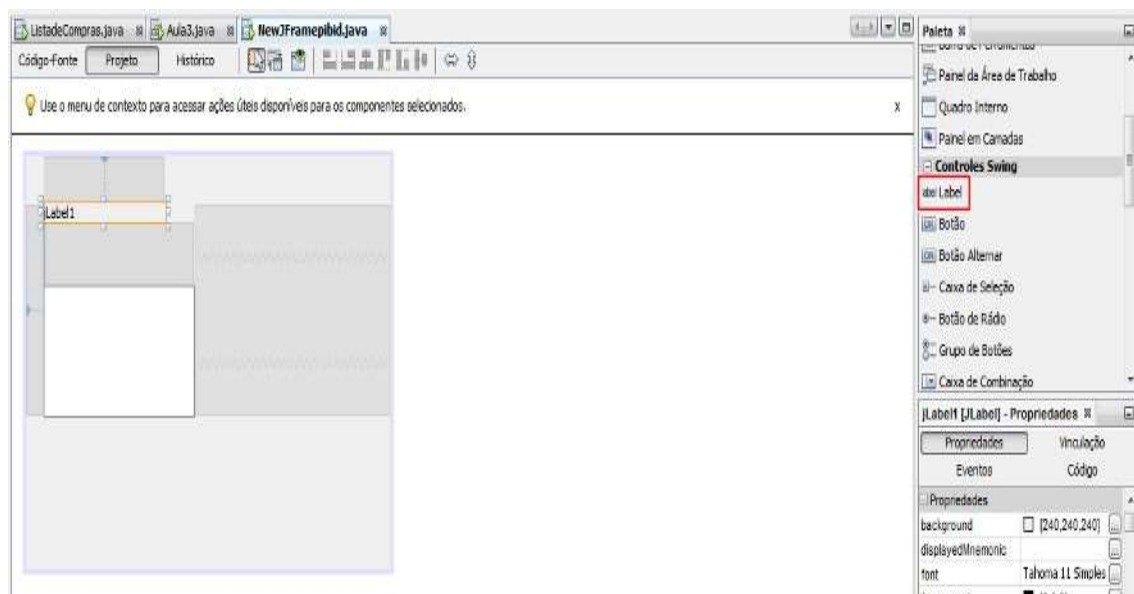 ListadeCompras.java Aula3.java NewJFramepibid.java
Código-Fonte Projeto Histórico
Use o menu de contexto para acessar ações úteis disponíveis para os componentes selecionados. x
jLabel1
Paleta
Painel da Área de Trabalho
Quadro Interno
Painel em Camadas
Controles Swing
label Label
Botão
Botão Alternar
Caixa de Seleção
Botão de Rádio
Grupo de Botões
Caixa de Combinação
jLabel1 [JLabel] - Propriedades
Propriedades Vinculação
Eventos Código
Propriedades
background [240,240,240]
displayedMnemonic
font Tahoma 11 Simples